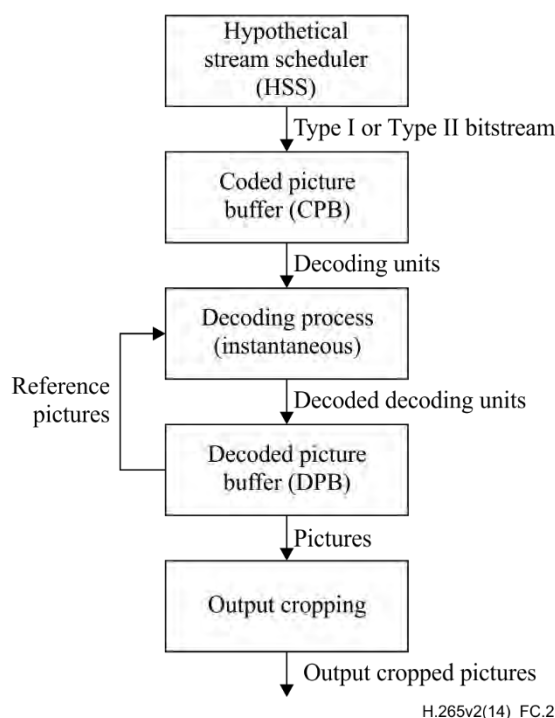 Hypothetical
stream scheduler
(HSS)
Type I or Type II bitstream
Coded picture
buffer (CPB)
Decoding units
Decoding process
(instantaneous)
Reference
pictures
Decoded decoding units
Decoded picture
buffer (DPB)
Pictures
Output cropping
Output cropped pictures
H.265v2(14)_FC.2